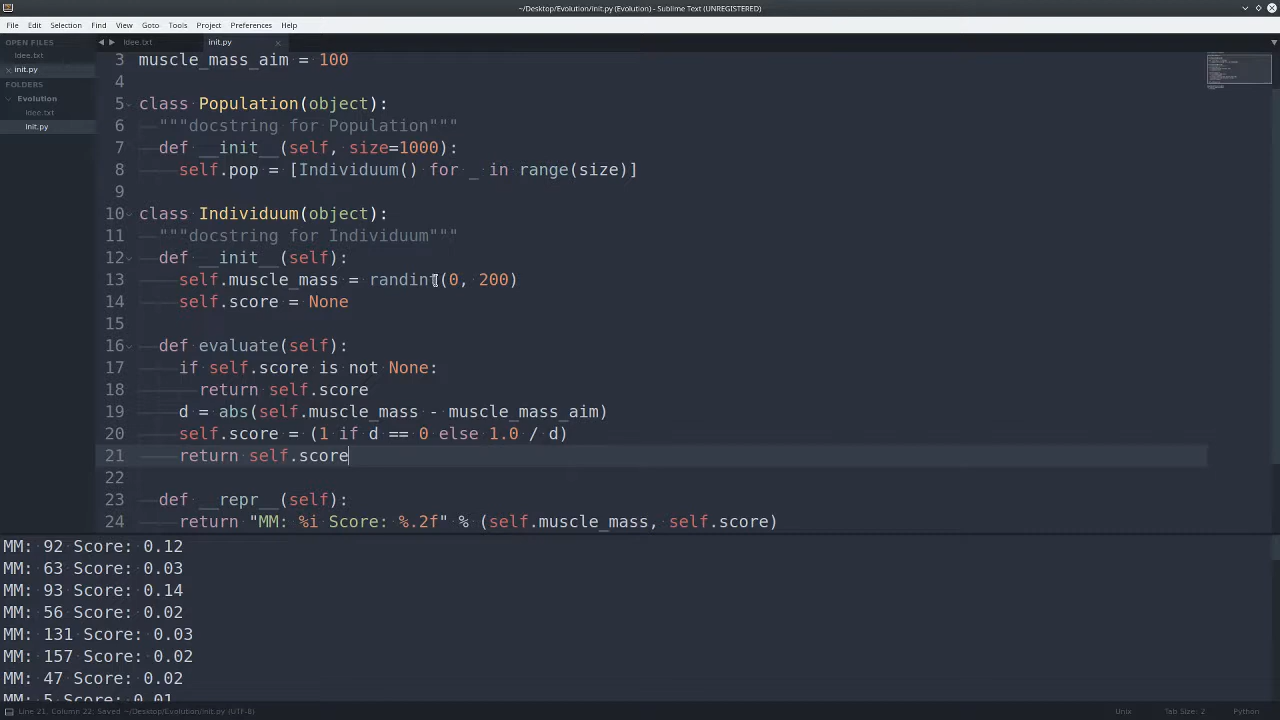 ~/Desktop/Evolution/init.py (Evolution) - Sublime Text (UNREGISTERED)
File Edit Selection Find View Goto Tools Project Preferences Help
OPEN FILES
Idee.txt
init.py
FOLDERS
Evolution
Idee.txt
init.py
Idee.txt
init.py
3 muscle_mass_aim = 100
4
5 class Population(object):
6 """docstring for Population"""
7 def __init__(self, size=1000):
8 self.pop = [Individuum() for _ in range(size)]
9
10 class Individuum(object):
11 """docstring for Individuum"""
12 def __init__(self):
13 self.muscle_mass = randint(0, 200)
14 self.score = None
15
16 def evaluate(self):
17 if self.score is not None:
18 return self.score
19 d = abs(self.muscle_mass - muscle_mass_aim)
20 self.score = (1 if d == 0 else 1.0 / d)
21 return self.score
22
23 def __repr__(self):
24 return "MM: %i Score: %.2f" % (self.muscle_mass, self.score)
MM: 92 Score: 0.12
MM: 63 Score: 0.03
MM: 93 Score: 0.14
MM: 56 Score: 0.02
MM: 131 Score: 0.03
MM: 157 Score: 0.02
MM: 47 Score: 0.02
MM: 5 Score: 0.01
Line 21, Column 22; Saved ~/Desktop/Evolution/init.py (UTF-8)
Unix
Tab Size: 2
Python